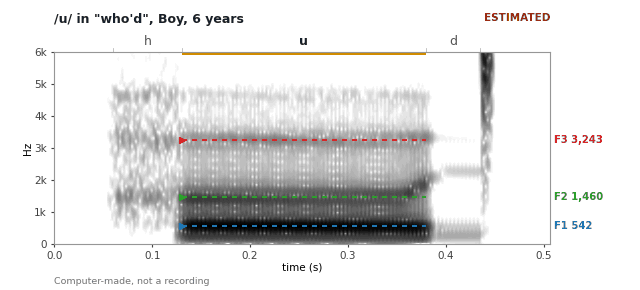 /u/ in "who'd", Boy, 6 years
ESTIMATED
h u d
6k
5k
4k
3k
2k
1k
0
Hz
F3 3,243
F2 1,460
F1 542
0.0 0.1 0.2 0.3 0.4 0.5
time (s)
Computer-made, not a recording